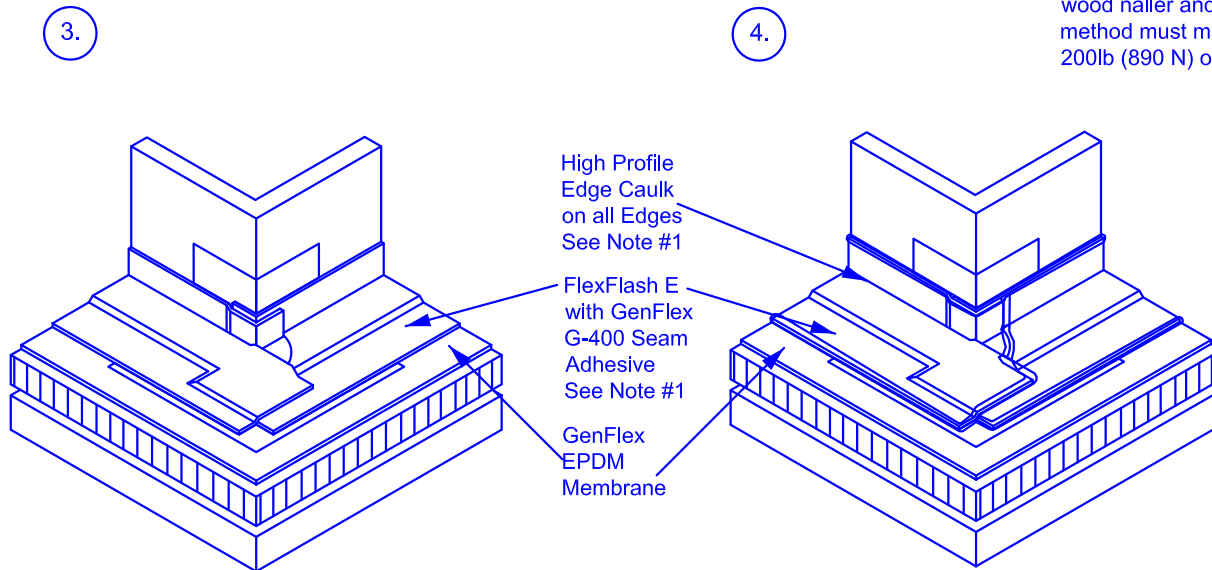 3.
4.
wood nailer and
method must m
200lb (890 N) o
High Profile
Edge Caulk
on all Edges
See Note #1
FlexFlash E
with GenFlex
G-400 Seam
Adhesive
See Note #1
GenFlex
EPDM
Membrane